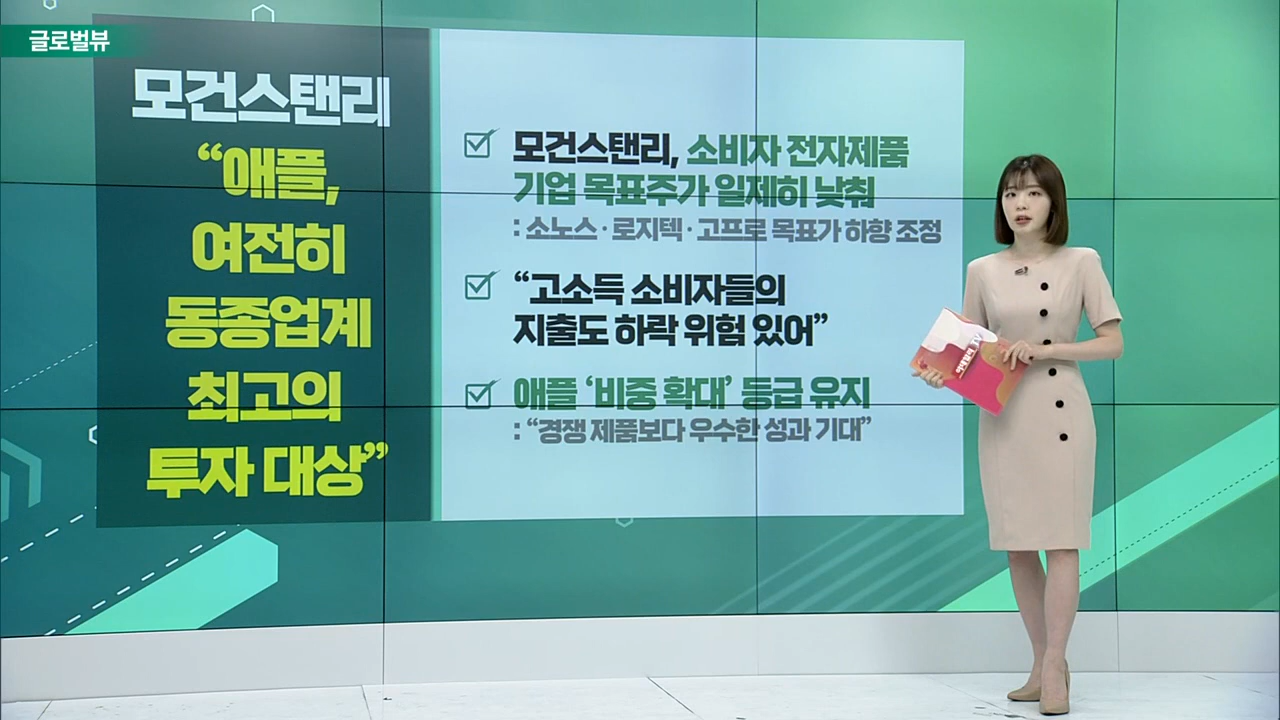 글로벌뷰
모건스탠리
“애플,
여전히
동종업계
최고의
투자 대상”
모건스탠리, 소비자 전자제품
기업 목표주가 일제히 낮춰
: 소노스·로지텍·고프로 목표가 하향 조정
“고소득 소비자들의
지출도 하락 위험 있어”
애플 ‘비중 확대’ 등급 유지
: “경쟁 제품보다 우수한 성과 기대”